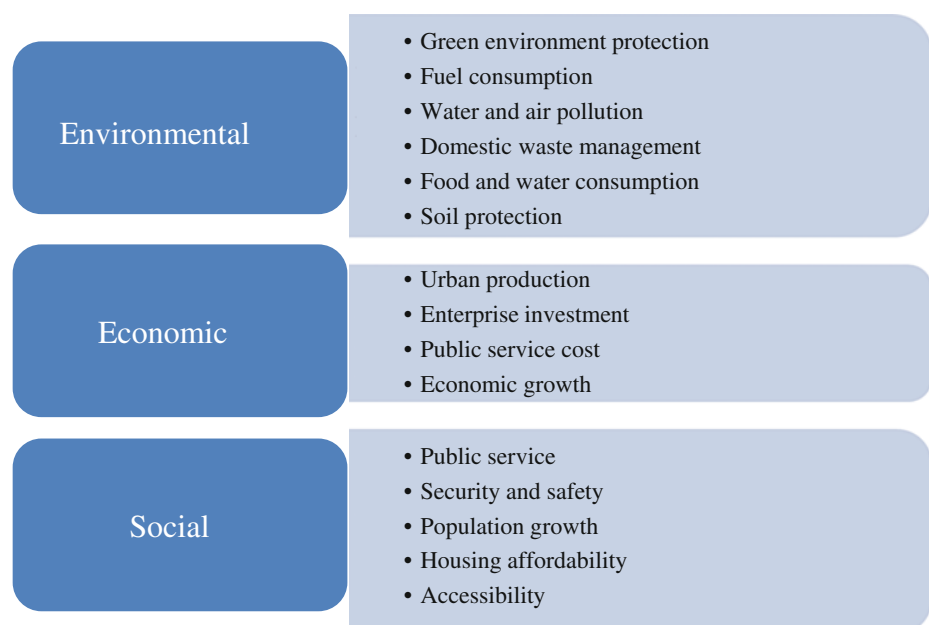 Environmental
• Green environment protection
• Fuel consumption
• Water and air pollution
• Domestic waste management
• Food and water consumption
• Soil protection
Economic
• Urban production
• Enterprise investment
• Public service cost
• Economic growth
Social
• Public service
• Security and safety
• Population growth
• Housing affordability
• Accessibility